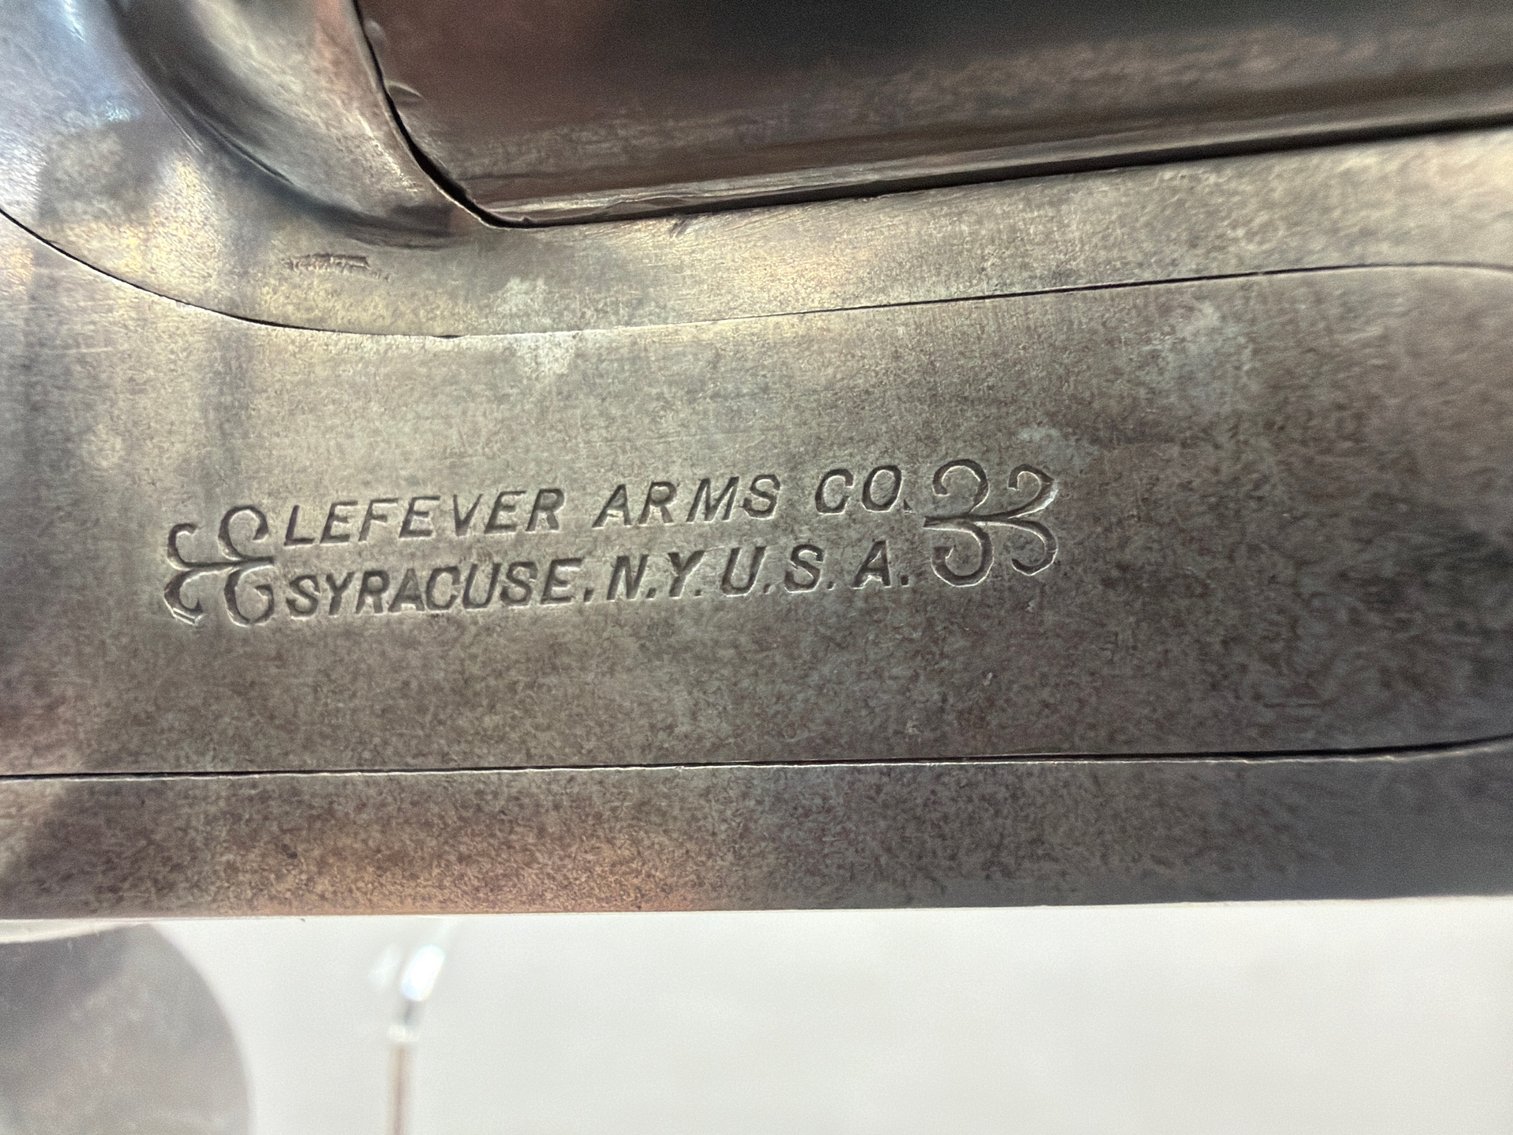 LEFEVER ARMS CO.
SYRACUSE. N.Y. U.S.A.